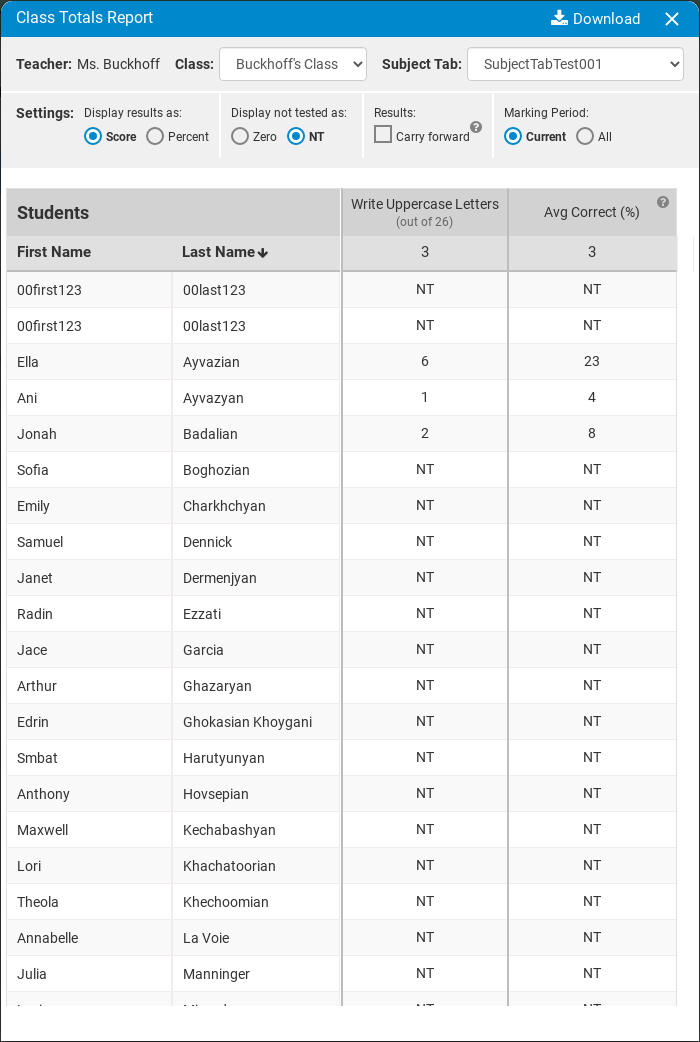 Class Totals Report Download
Teacher: Ms. Buckhoff Class: Buckhoff's Class Subject Tab: SubjectTabTest001
Settings: Display results as: Display not tested as: Results: Marking Period:
Score Percent Zero NT Carry forward ? Current All
Students Write Uppercase Letters (out of 26) Avg Correct (%) ?
First Name Last Name 3 3
00first123 00last123 NT NT
00first123 00last123 NT NT
Ella Ayvazian 6 23
Ani Ayvazyan 1 4
Jonah Badalian 2 8
Sofia Boghozian NT NT
Emily Charkhchyan NT NT
Samuel Dennick NT NT
Janet Dermenjyan NT NT
Radin Ezzati NT NT
Jace Garcia NT NT
Arthur Ghazaryan NT NT
Edrin Ghokasian Khoygani NT NT
Smbat Harutyunyan NT NT
Anthony Hovsepian NT NT
Maxwell Kechabashyan NT NT
Lori Khachatoorian NT NT
Theola Khechoomian NT NT
Annabelle La Voie NT NT
Julia Manninger NT NT